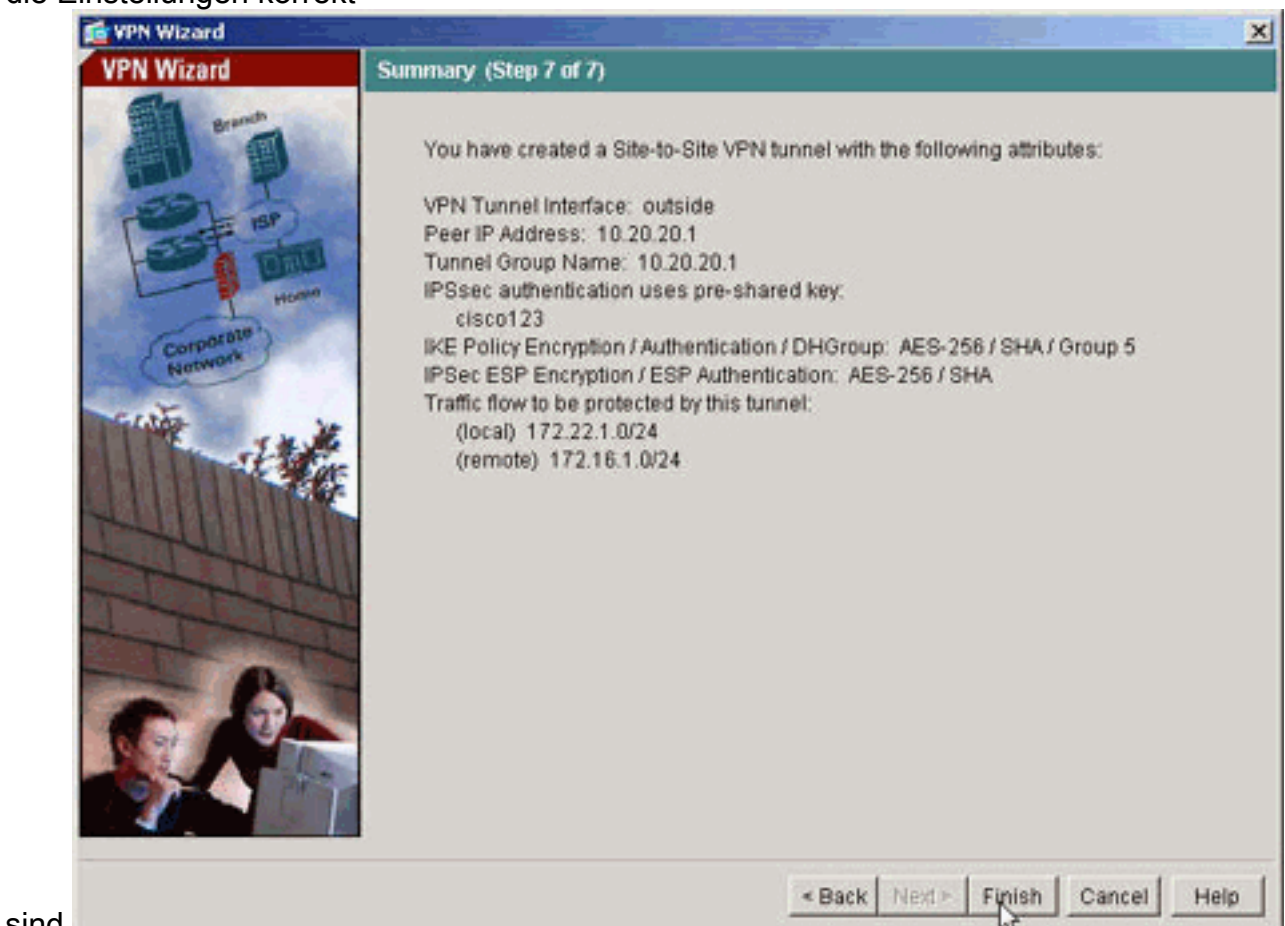 die Einstellungen korrekt
VPN Wizard
VPN Wizard
Summary (Step 7 of 7)
Branch
ISP
Home
Corporate
Network
You have created a Site-to-Site VPN tunnel with the following attributes:
VPN Tunnel Interface: outside
Peer IP Address: 10.20.20.1
Tunnel Group Name: 10.20.20.1
IPSsec authentication uses pre-shared key:
cisco123
IKE Policy Encryption / Authentication / DHGroup: AES-256 / SHA / Group 5
IPSec ESP Encryption / ESP Authentication: AES-256 / SHA
Traffic flow to be protected by this tunnel:
(local) 172.22.1.0/24
(remote) 172.16.1.0/24
< Back Next > Finish Cancel Help
sind